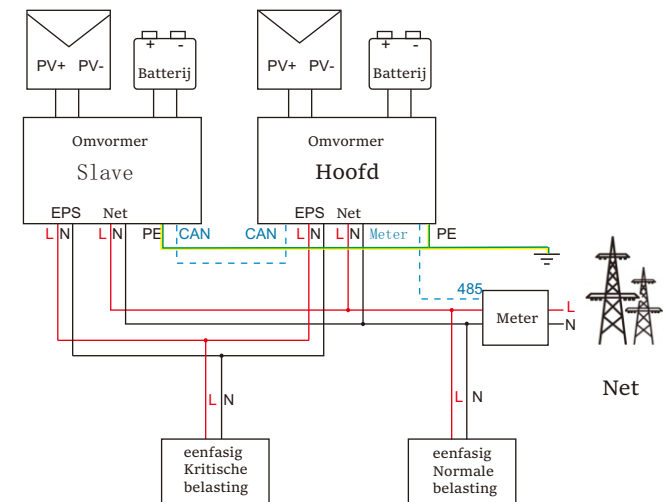 + -
+ -
PV+ PV-
Batterij
PV+ PV-
Batterij
Omvormer
Slave
Omvormer
Hoofd
EPS Net
EPS Net
L N L N PE CAN
CAN L N L N Meter PE
485
Meter
L
N
Net
L N
L N
eenfasig
Kritische
belasting
eenfasig
Normale
belasting